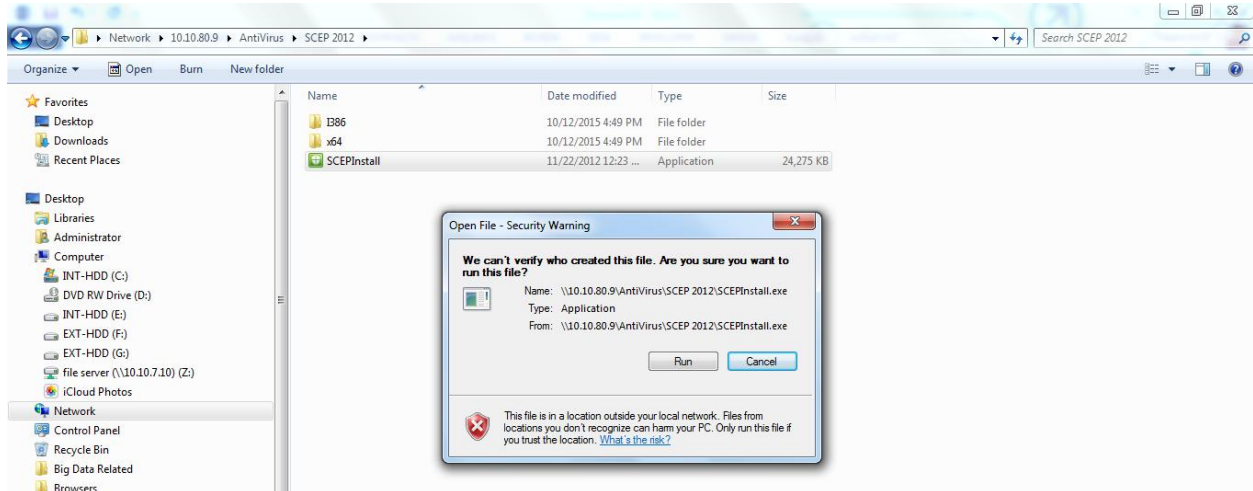 Network ▸ 10.10.80.9 ▸ AntiVirus ▸ SCEP 2012 ▸
Search SCEP 2012
Organize ▾ Open Burn New folder
Favorites
Desktop
Downloads
Recent Places
Desktop
Libraries
Administrator
Computer
INT-HDD (C:)
DVD RW Drive (D:)
INT-HDD (E:)
EXT-HDD (F:)
EXT-HDD (G:)
file server (\\10.10.7.10) (Z:)
iCloud Photos
Network
Control Panel
Recycle Bin
Big Data Related
Browsers
Name Date modified Type Size
I386 10/12/2015 4:49 PM File folder
x64 10/12/2015 4:49 PM File folder
SCEPInstall 11/22/2012 12:23 ... Application 24,275 KB
Open File - Security Warning
We can't verify who created this file. Are you sure you want to
run this file?
Name: \\10.10.80.9\AntiVirus\SCEP 2012\SCEPInstall.exe
Type: Application
From: \\10.10.80.9\AntiVirus\SCEP 2012\SCEPInstall.exe
Run Cancel
This file is in a location outside your local network. Files from
locations you don't recognize can harm your PC. Only run this file if
you trust the location. What's the risk?